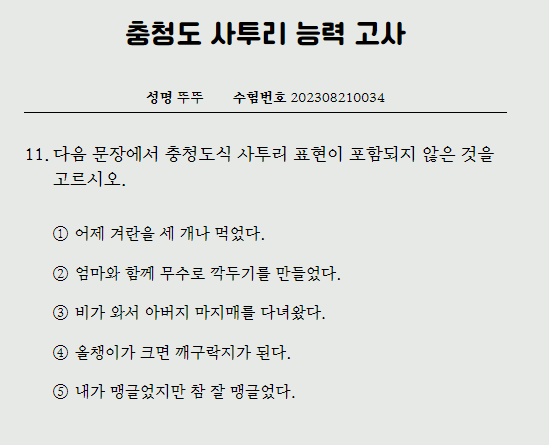 충청도 사투리 능력 고사
성명 뚜뚜 수험번호 202308210034
11. 다음 문장에서 충청도식 사투리 표현이 포함되지 않은 것을
고르시오.
① 어제 겨란을 세 개나 먹었다.
② 엄마와 함께 무수로 깍두기를 만들었다.
③ 비가 와서 아버지 마지매를 다녀왔다.
④ 올챙이가 크면 깨구락지가 된다.
⑤ 내가 맹글었지만 참 잘 맹글었다.